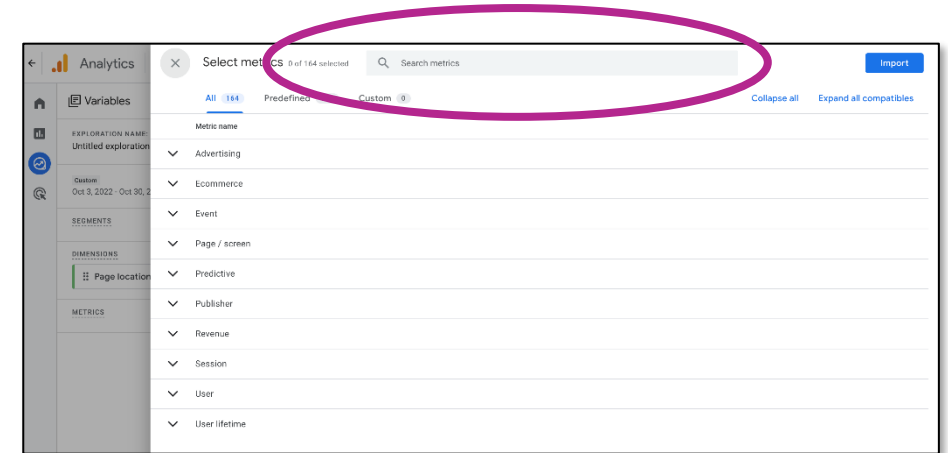 Analytics
Select metrics 0 of 164 selected
Search metrics
Import
Variables
All 164 Predefined Custom 0
Collapse all Expand all compatibles
EXPLORATION NAME:
Untitled exploration
Metric name
Advertising
Custom
Oct 3, 2022 - Oct 30, 2
Ecommerce
SEGMENTS
Event
DIMENSIONS
Page / screen
Page location
Predictive
METRICS
Publisher
Revenue
Session
User
User lifetime